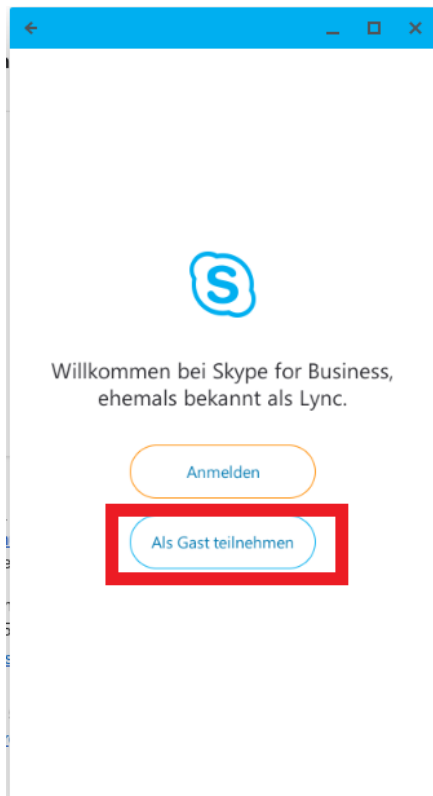 S
Willkommen bei Skype for Business,
ehemals bekannt als Lync.
Anmelden
Als Gast teilnehmen